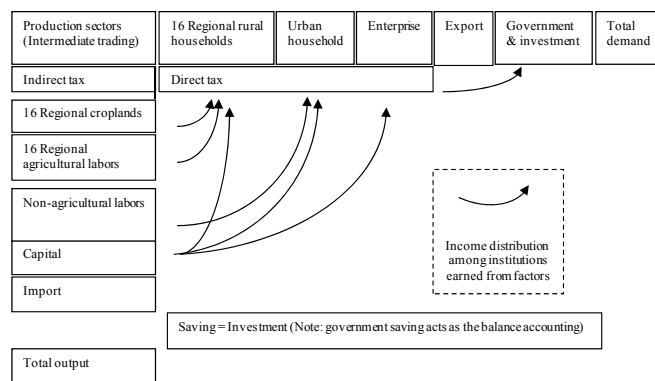 Production sectors
(Intermediate trading)
16 Regional rural
households
Urban
household
Enterprise
Export
Government
& investment
Total
demand
Indirect tax
Direct tax
16 Regional croplands
16 Regional
agricultural labors
Non-agricultural labors
Capital
Import
Income distribution
among institutions
earned from factors
Saving = Investment (Note: government saving acts as the balance accounting)
Total output